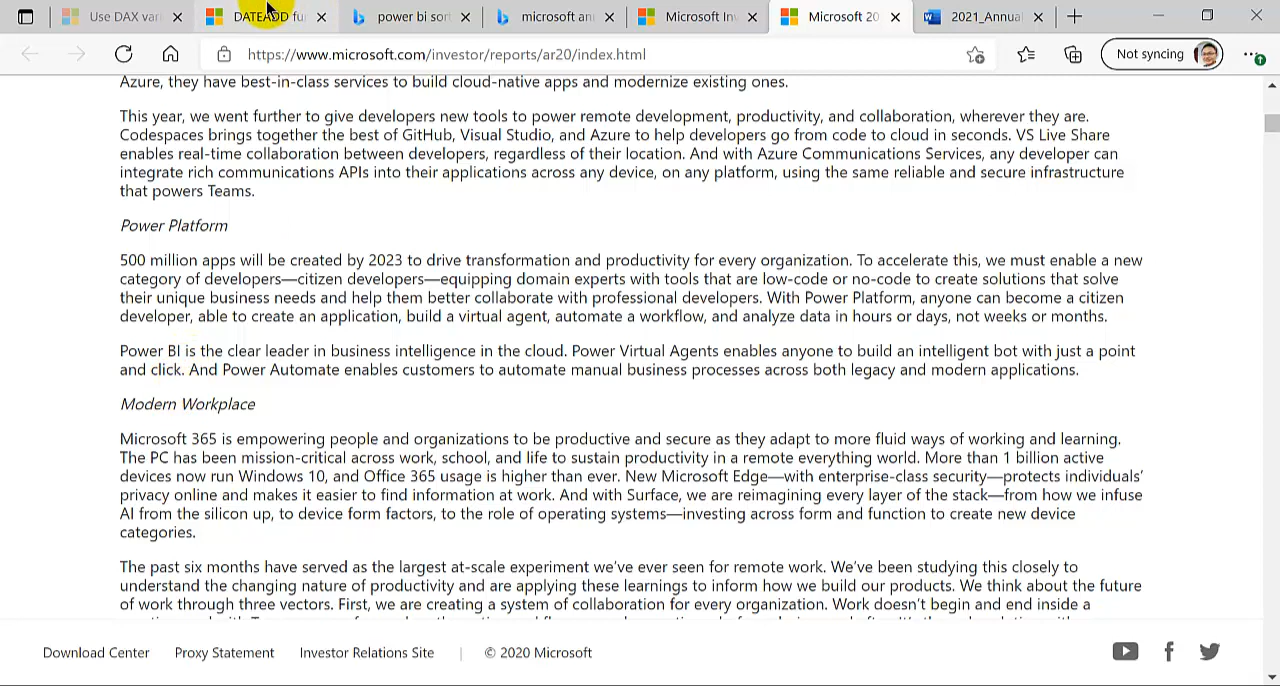 Use DAX var
DATEADD fu
power bi sor
microsoft an
Microsoft Inv
Microsoft 20
2021_Annua
https://www.microsoft.com/investor/reports/ar20/index.html
Not syncing
Azure, they have best-in-class services to build cloud-native apps and modernize existing ones.
This year, we went further to give developers new tools to power remote development, productivity, and collaboration, wherever they are.
Codespaces brings together the best of GitHub, Visual Studio, and Azure to help developers go from code to cloud in seconds. VS Live Share
enables real-time collaboration between developers, regardless of their location. And with Azure Communications Services, any developer can
integrate rich communications APIs into their applications across any device, on any platform, using the same reliable and secure infrastructure
that powers Teams.
Power Platform
500 million apps will be created by 2023 to drive transformation and productivity for every organization. To accelerate this, we must enable a new
category of developers—citizen developers—equipping domain experts with tools that are low-code or no-code to create solutions that solve
their unique business needs and help them better collaborate with professional developers. With Power Platform, anyone can become a citizen
developer, able to create an application, build a virtual agent, automate a workflow, and analyze data in hours or days, not weeks or months.
Power BI is the clear leader in business intelligence in the cloud. Power Virtual Agents enables anyone to build an intelligent bot with just a point
and click. And Power Automate enables customers to automate manual business processes across both legacy and modern applications.
Modern Workplace
Microsoft 365 is empowering people and organizations to be productive and secure as they adapt to more fluid ways of working and learning.
The PC has been mission-critical across work, school, and life to sustain productivity in a remote everything world. More than 1 billion active
devices now run Windows 10, and Office 365 usage is higher than ever. New Microsoft Edge—with enterprise-class security—protects individuals'
privacy online and makes it easier to find information at work. And with Surface, we are reimagining every layer of the stack—from how we infuse
AI from the silicon up, to device form factors, to the role of operating systems—investing across form and function to create new device
categories.
The past six months have served as the largest at-scale experiment we've ever seen for remote work. We've been studying this closely to
understand the changing nature of productivity and are applying these learnings to inform how we build our products. We think about the future
of work through three vectors. First, we are creating a system of collaboration for every organization. Work doesn't begin and end inside a
Download Center
Proxy Statement
Investor Relations Site
© 2020 Microsoft